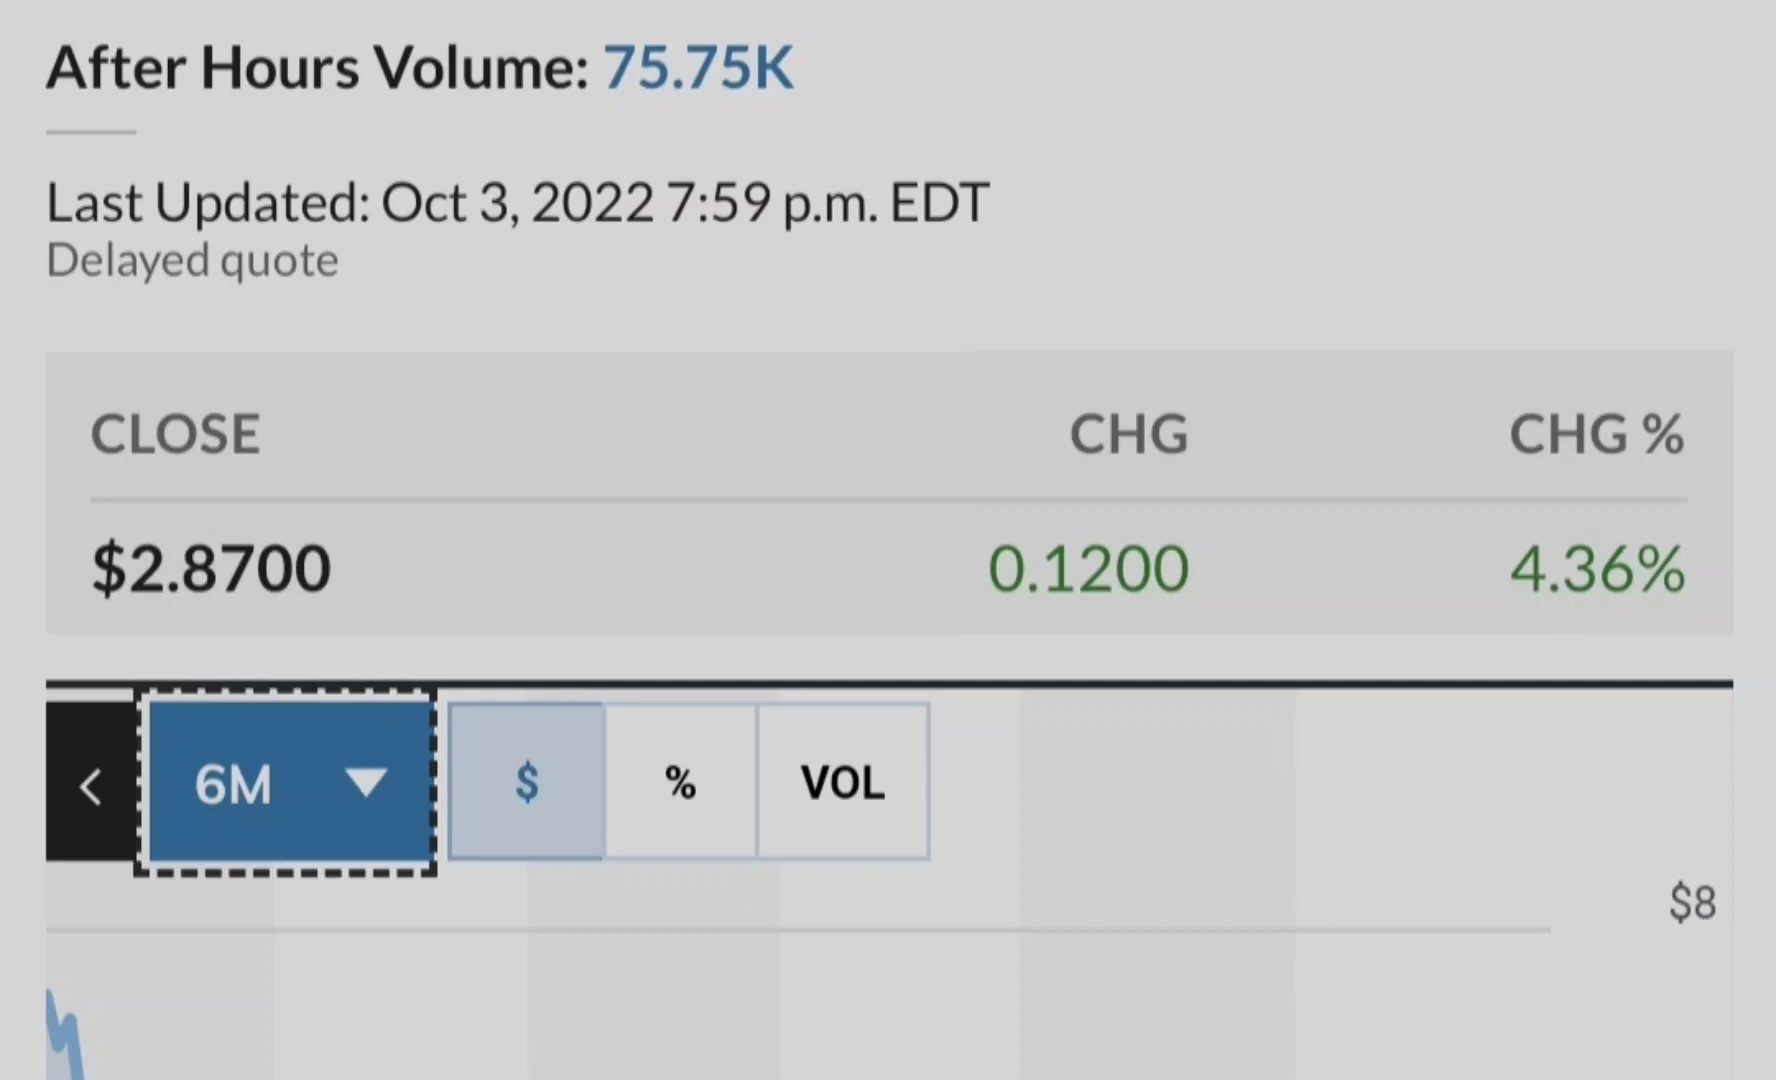 After Hours Volume: 75.75K
Last Updated: Oct 3, 2022 7:59 p.m. EDT
Delayed quote
CLOSE CHG CHG %
$2.8700 0.1200 4.36%
6M $ % VOL
$8